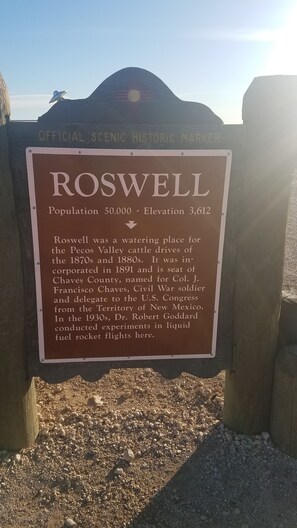 OFFICIAL SCENIC HISTORIC MARKER
ROSWELL
Population 50,000 - Elevation 3,612
Roswell was a watering place for
the Pecos Valley cattle drives of
the 1870s and 1880s. It was in-
corporated in 1891 and is seat of
Chaves County, named for Col. J.
Francisco Chaves, Civil War soldier
and delegate to the U.S. Congress
from the Territory of New Mexico.
In the 1930s, Dr. Robert Goddard
conducted experiments in liquid
fuel rocket flights here.